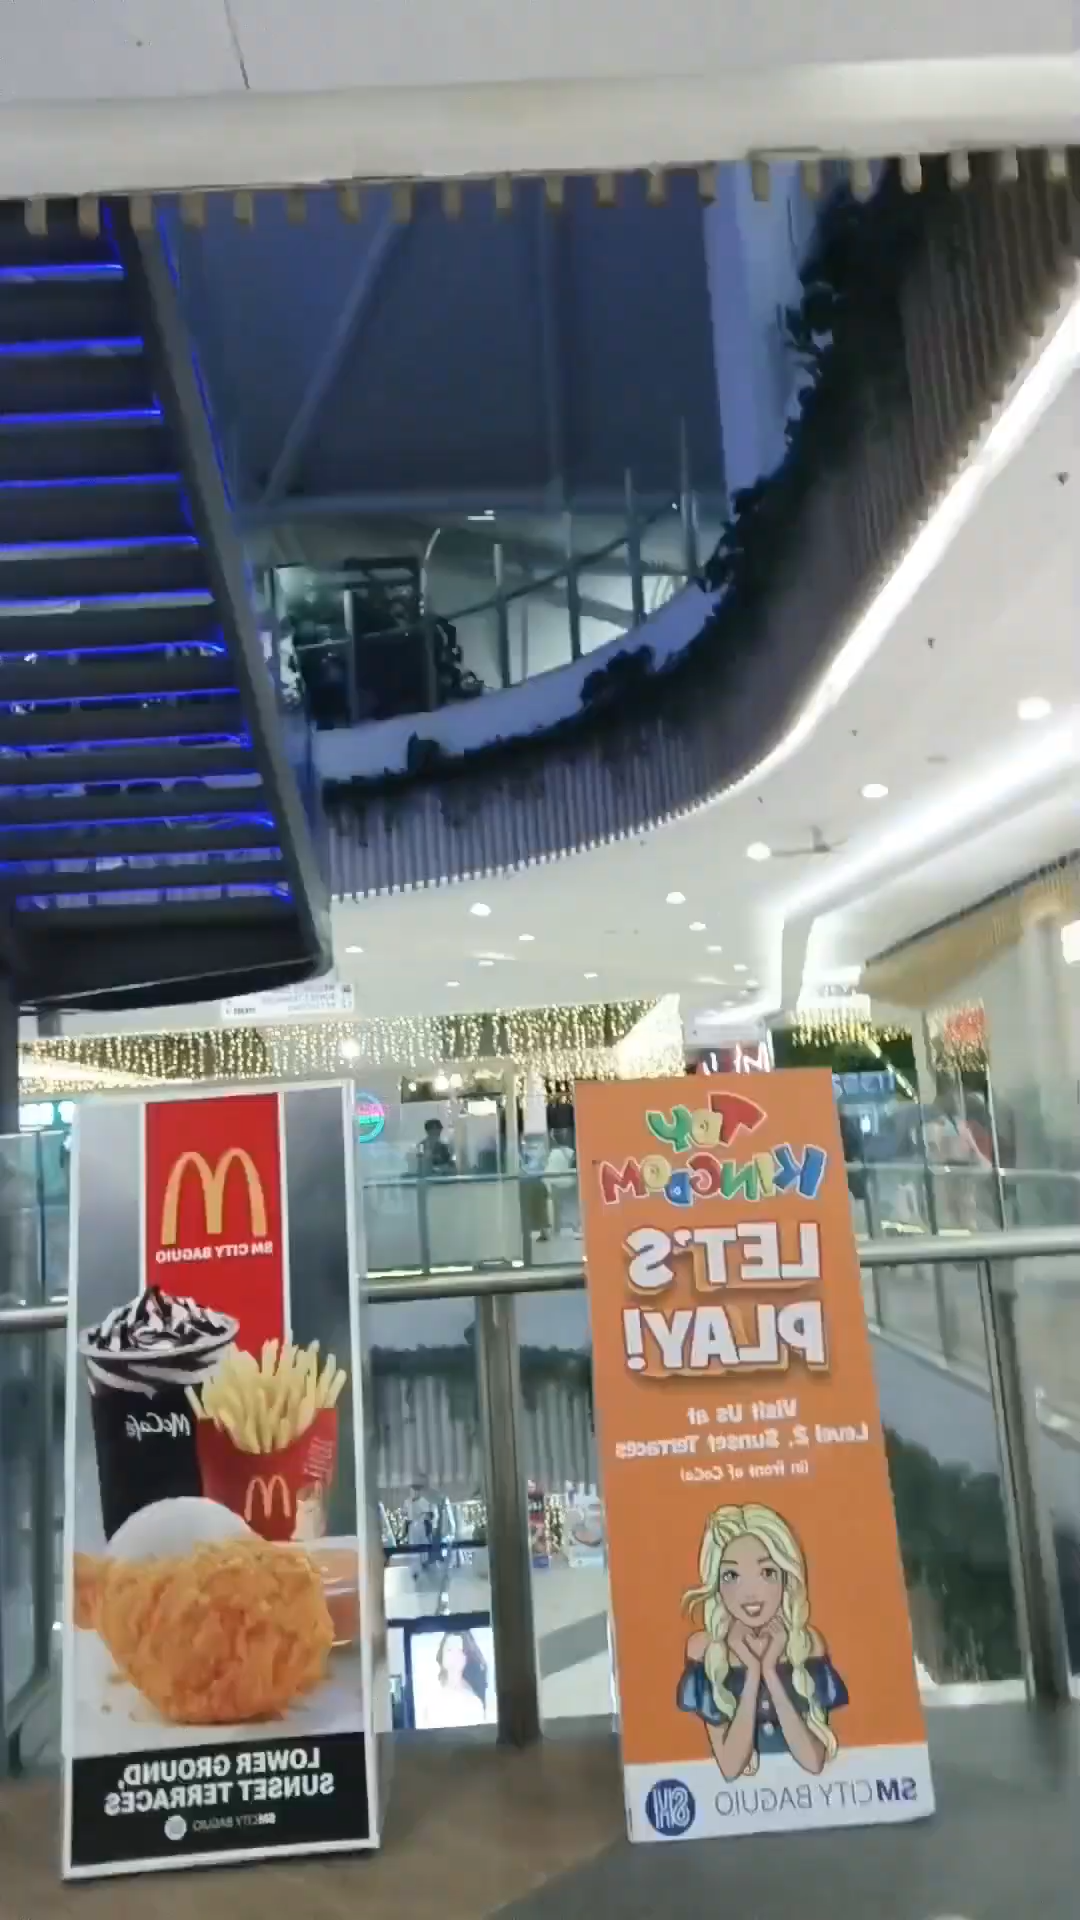 SM CITY BAGUIO
McCafé
LOWER GROUND,
SUNSET TERRACES
SM CITY BAGUIO
TOY
KINGDOM
LET'S
PLAY!
Visit Us at
Level 2, Sunset Terraces
(in front of CoCo)
SM CITY BAGUIO